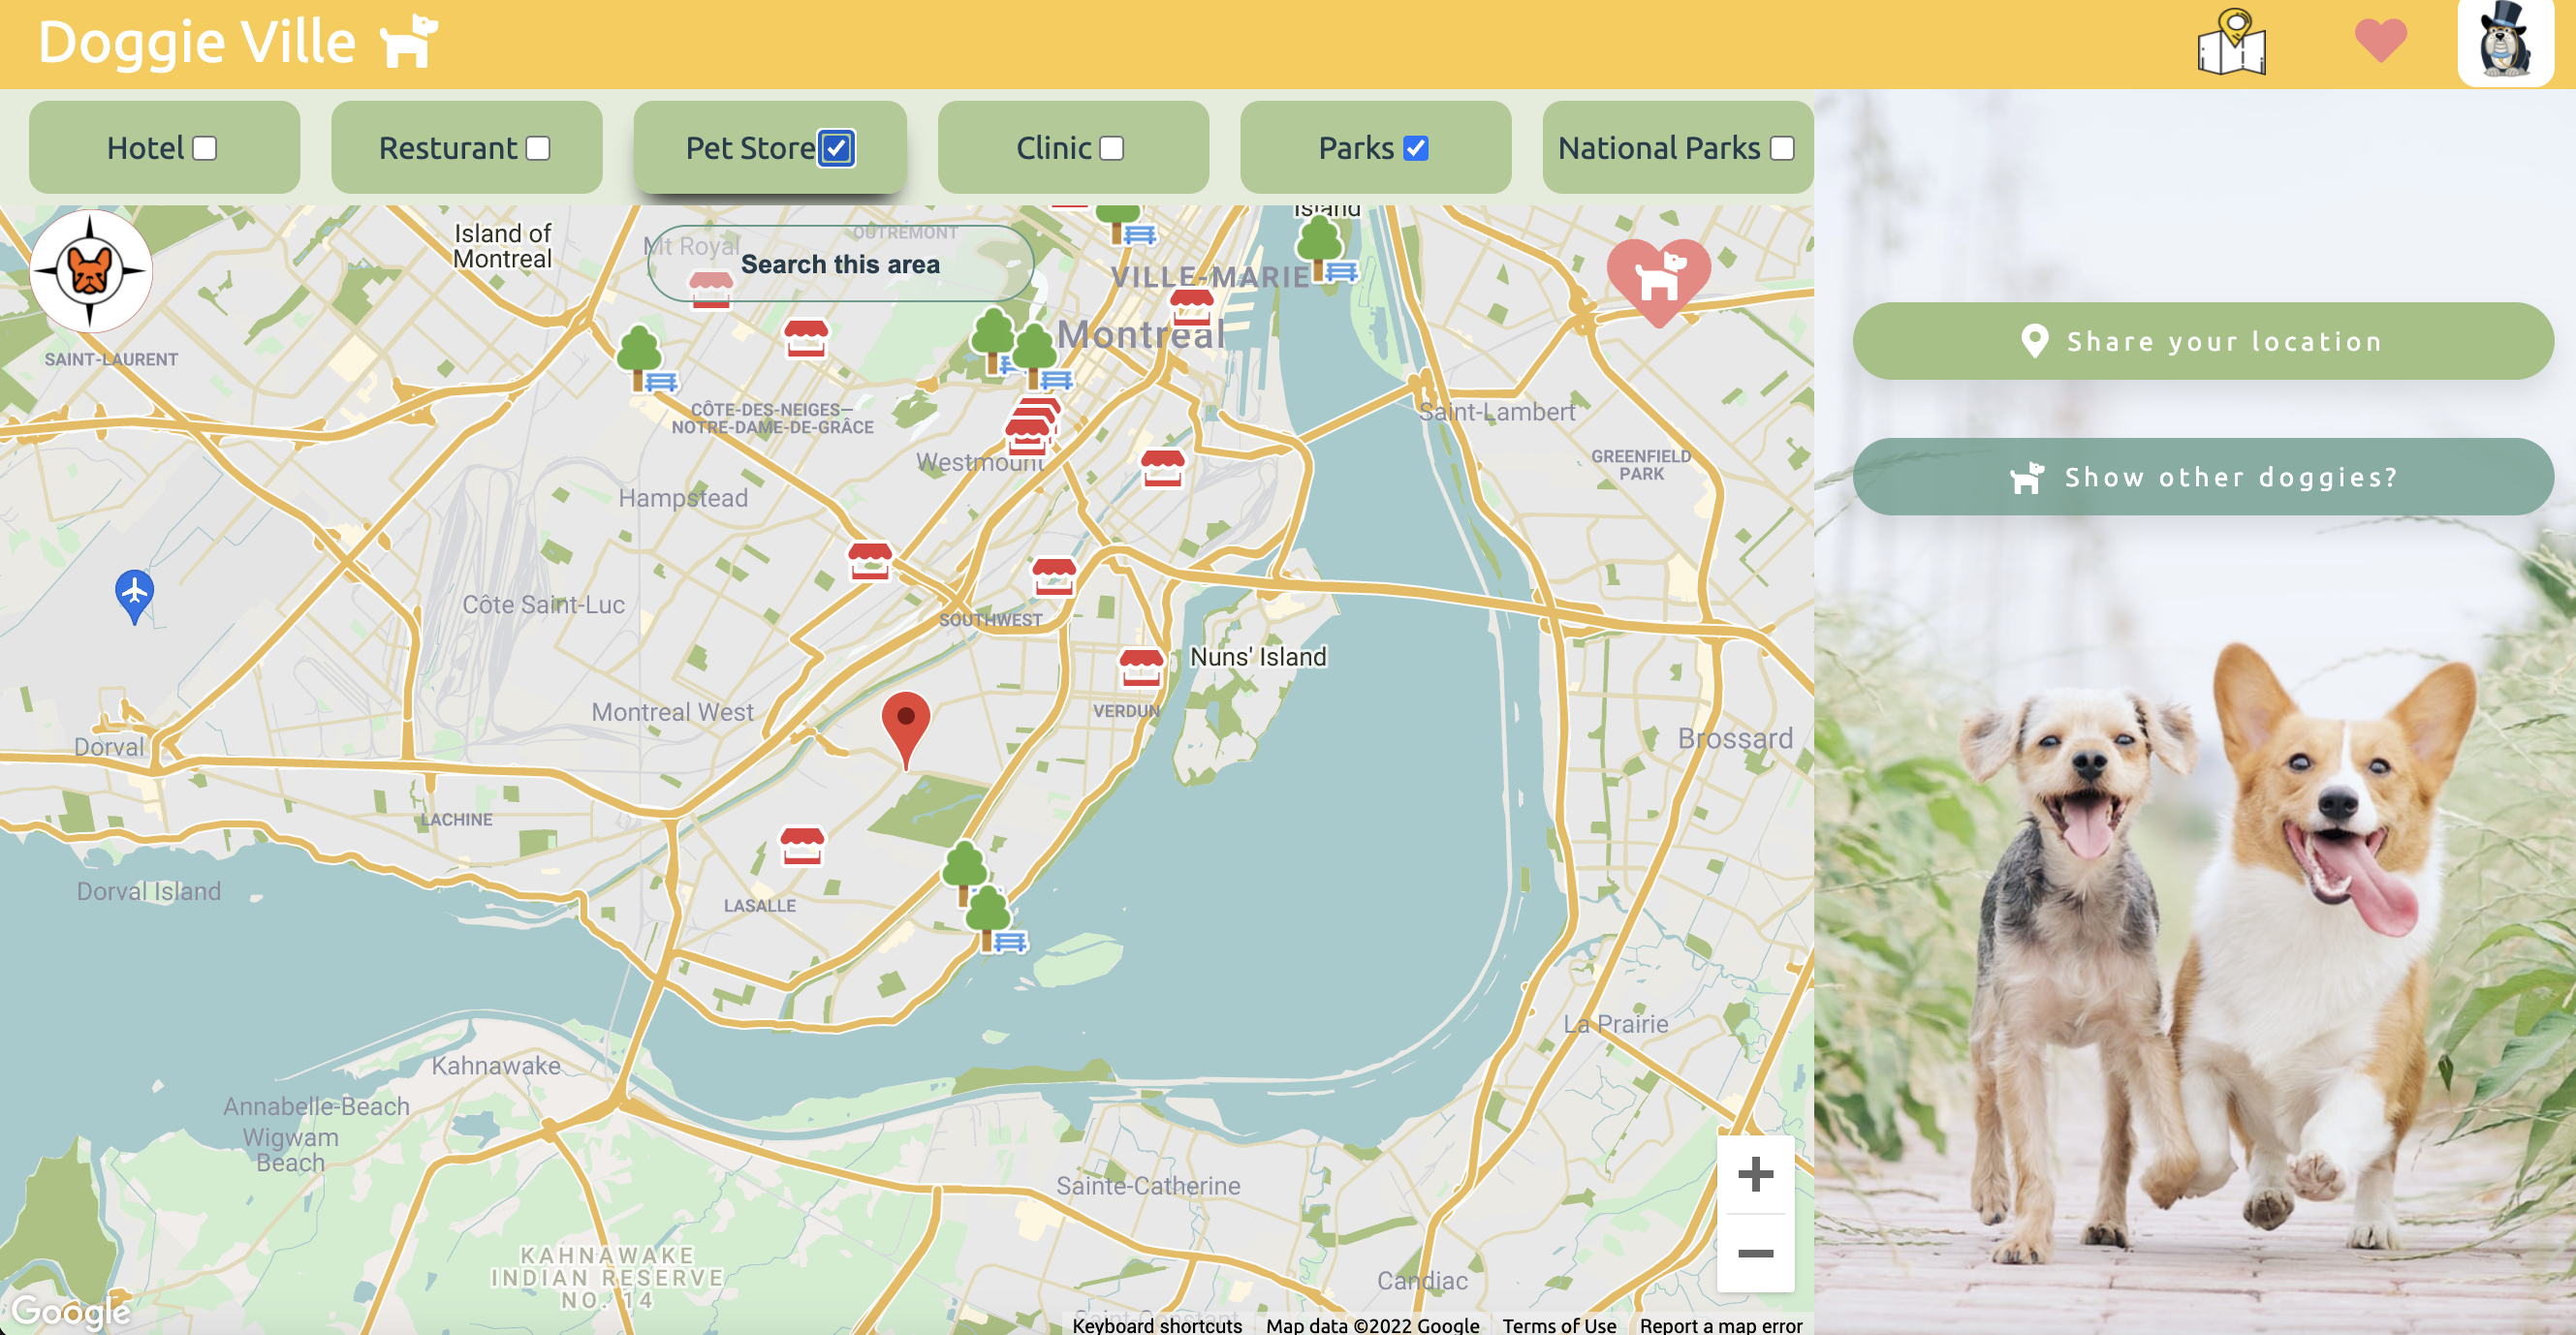 Doggie Ville
Hotel
Resturant
Pet Store
Clinic
Parks
National Parks
Island of
Montreal
Mt Royal
OUTREMONT
Search this area
Island
VILLE-MARIE
Montreal
SAINT-LAURENT
Share your location
CÔTE-DES-NEIGES—
NOTRE-DAME-DE-GRÂCE
Saint-Lambert
Westmount
GREENFIELD
PARK
Show other doggies?
Hampstead
Côte Saint-Luc
SOUTHWEST
Nuns' Island
Montreal West
VERDUN
Dorval
Brossard
LACHINE
Dorval Island
LASALLE
La Prairie
Kahnawake
Annabelle-Beach
Wigwam
Beach
Sainte-Catherine
KAHNAWAKE
INDIAN RESERVE
NO. 14
Candiac
Google
Saint-Constant
Keyboard shortcuts
Map data ©2022 Google
Terms of Use
Report a map error